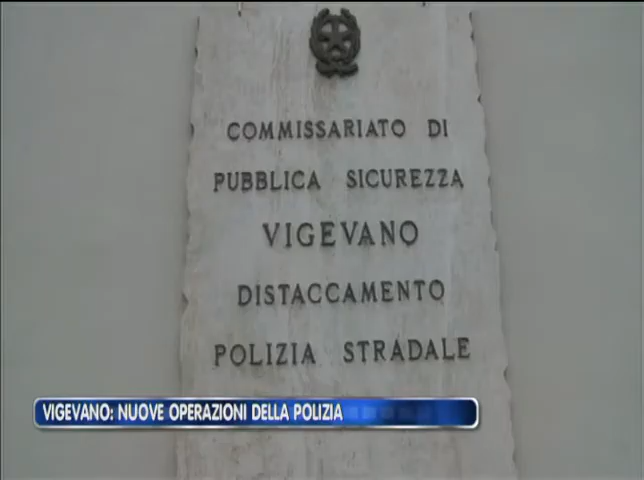 COMMISSARIATO DI
PUBBLICA SICUREZZA
VIGEVANO
DISTACCAMENTO
POLIZIA STRADALE
VIGEVANO: NUOVE OPERAZIONI DELLA POLIZIA